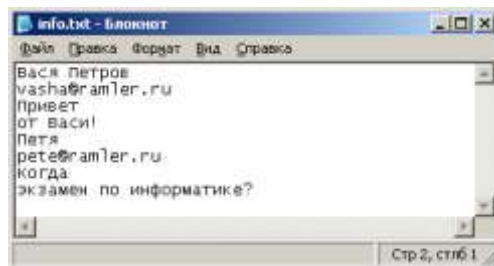 info.txt - Блокнот
Файл Правка Формат Вид Справка
Вася Петров
vasha@ramler.ru
Привет
от Васи!
Петя
pete@ramler.ru
Когда
экзамен по информатике?
Стр 2, стлб 1